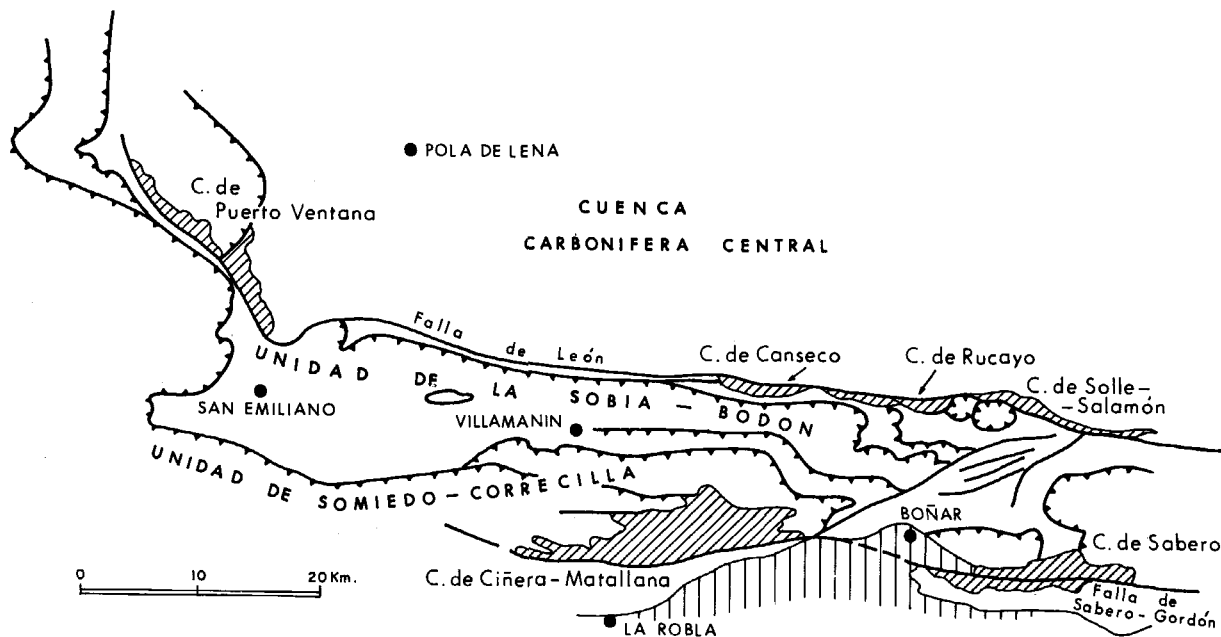 POLA DE LENA
C. de
Puerto Ventana
CUENCA
CARBONIFERA CENTRAL
Falla de León
C. de Canseco
C. de Rucayo
C. de Solle-
-Salamón
UNIDAD DE LA SOBIA - BODON
SAN EMILIANO
VILLAMANIN
UNIDAD DE SOMIEDO - CORRECILLA
BOÑAR
C. de Sabero
C. de Ciñera-Matallana
Falla de
Sabero-Gordón
0 10 20 Km.
LA ROBLA